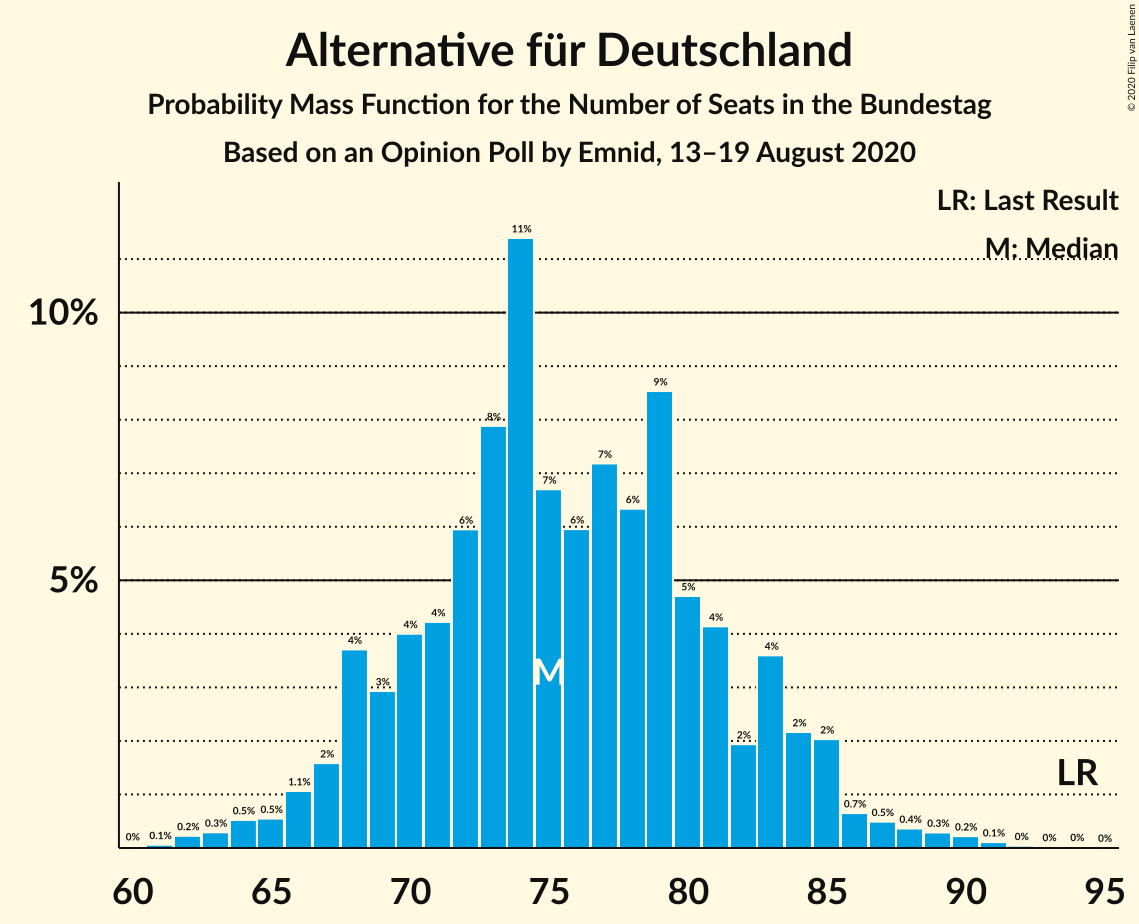 Alternative für Deutschland
Probability Mass Function for the Number of Seats in the Bundestag
Based on an Opinion Poll by Emnid, 13–19 August 2020
© 2020 Filip van Laenen
LR: Last Result
M: Median
10%
5%
0% 0.1% 0.2% 0.3% 0.5% 0.5% 1.1% 2% 4% 3% 4% 4% 6% 8% 11% 7% 6% 7% 6% 9% 5% 4% 2% 4% 2% 2% 0.7% 0.5% 0.4% 0.3% 0.2% 0.1% 0% 0% 0% 0%
M
LR
60 65 70 75 80 85 90 95